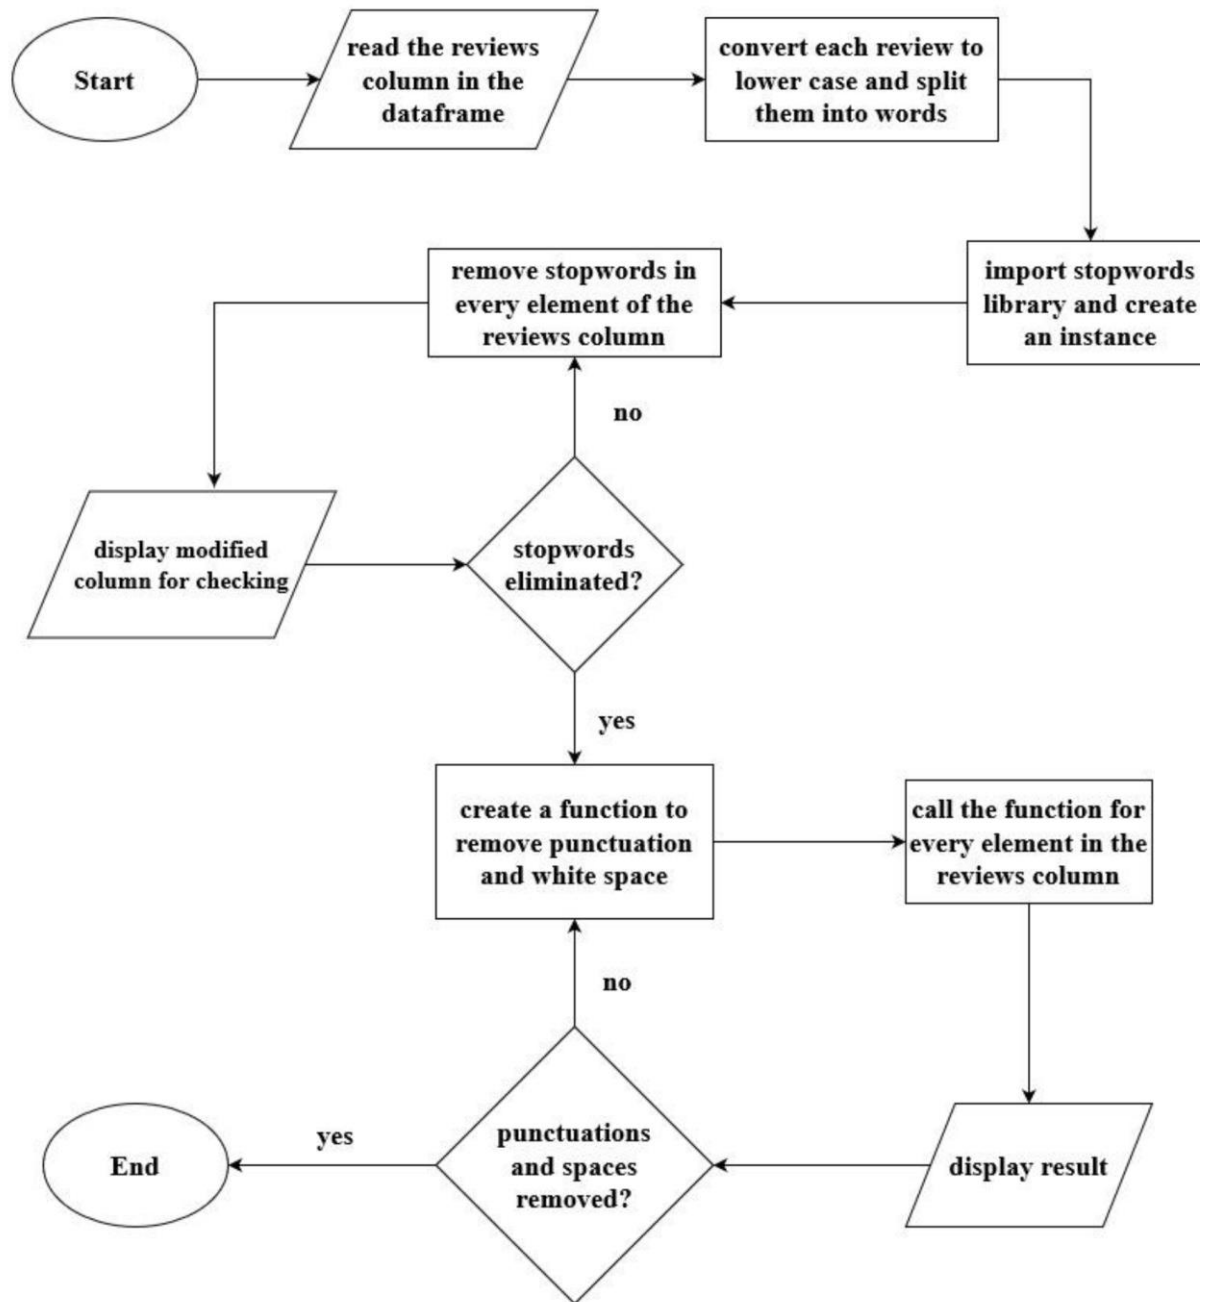 Start
read the reviews
column in the
dataframe
convert each review to
lower case and split
them into words
import stopwords
library and create
an instance
remove stopwords in
every element of the
reviews column
no
display modified
column for checking
stopwords
eliminated?
yes
create a function to
remove punctuation
and white space
call the function for
every element in the
reviews column
no
display result
punctuations
and spaces
removed?
yes
End